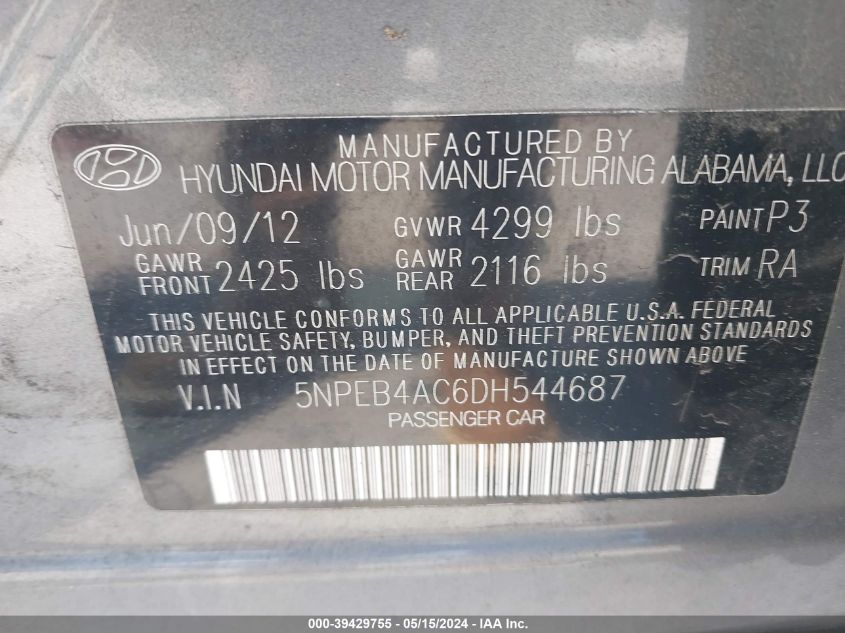 MANUFACTURED BY
HYUNDAI MOTOR MANUFACTURING ALABAMA, LLC
Jun/09/12 GVWR 4299 lbs PAINT P3
GAWR FRONT 2425 lbs GAWR REAR 2116 lbs TRIM RA
THIS VEHICLE CONFORMS TO ALL APPLICABLE U.S.A. FEDERAL
MOTOR VEHICLE SAFETY, BUMPER, AND THEFT PREVENTION STANDARDS
IN EFFECT ON THE DATE OF MANUFACTURE SHOWN ABOVE
V.I.N 5NPEB4AC6DH544687
PASSENGER CAR
000-39429755 - 05/15/2024 - IAA Inc.